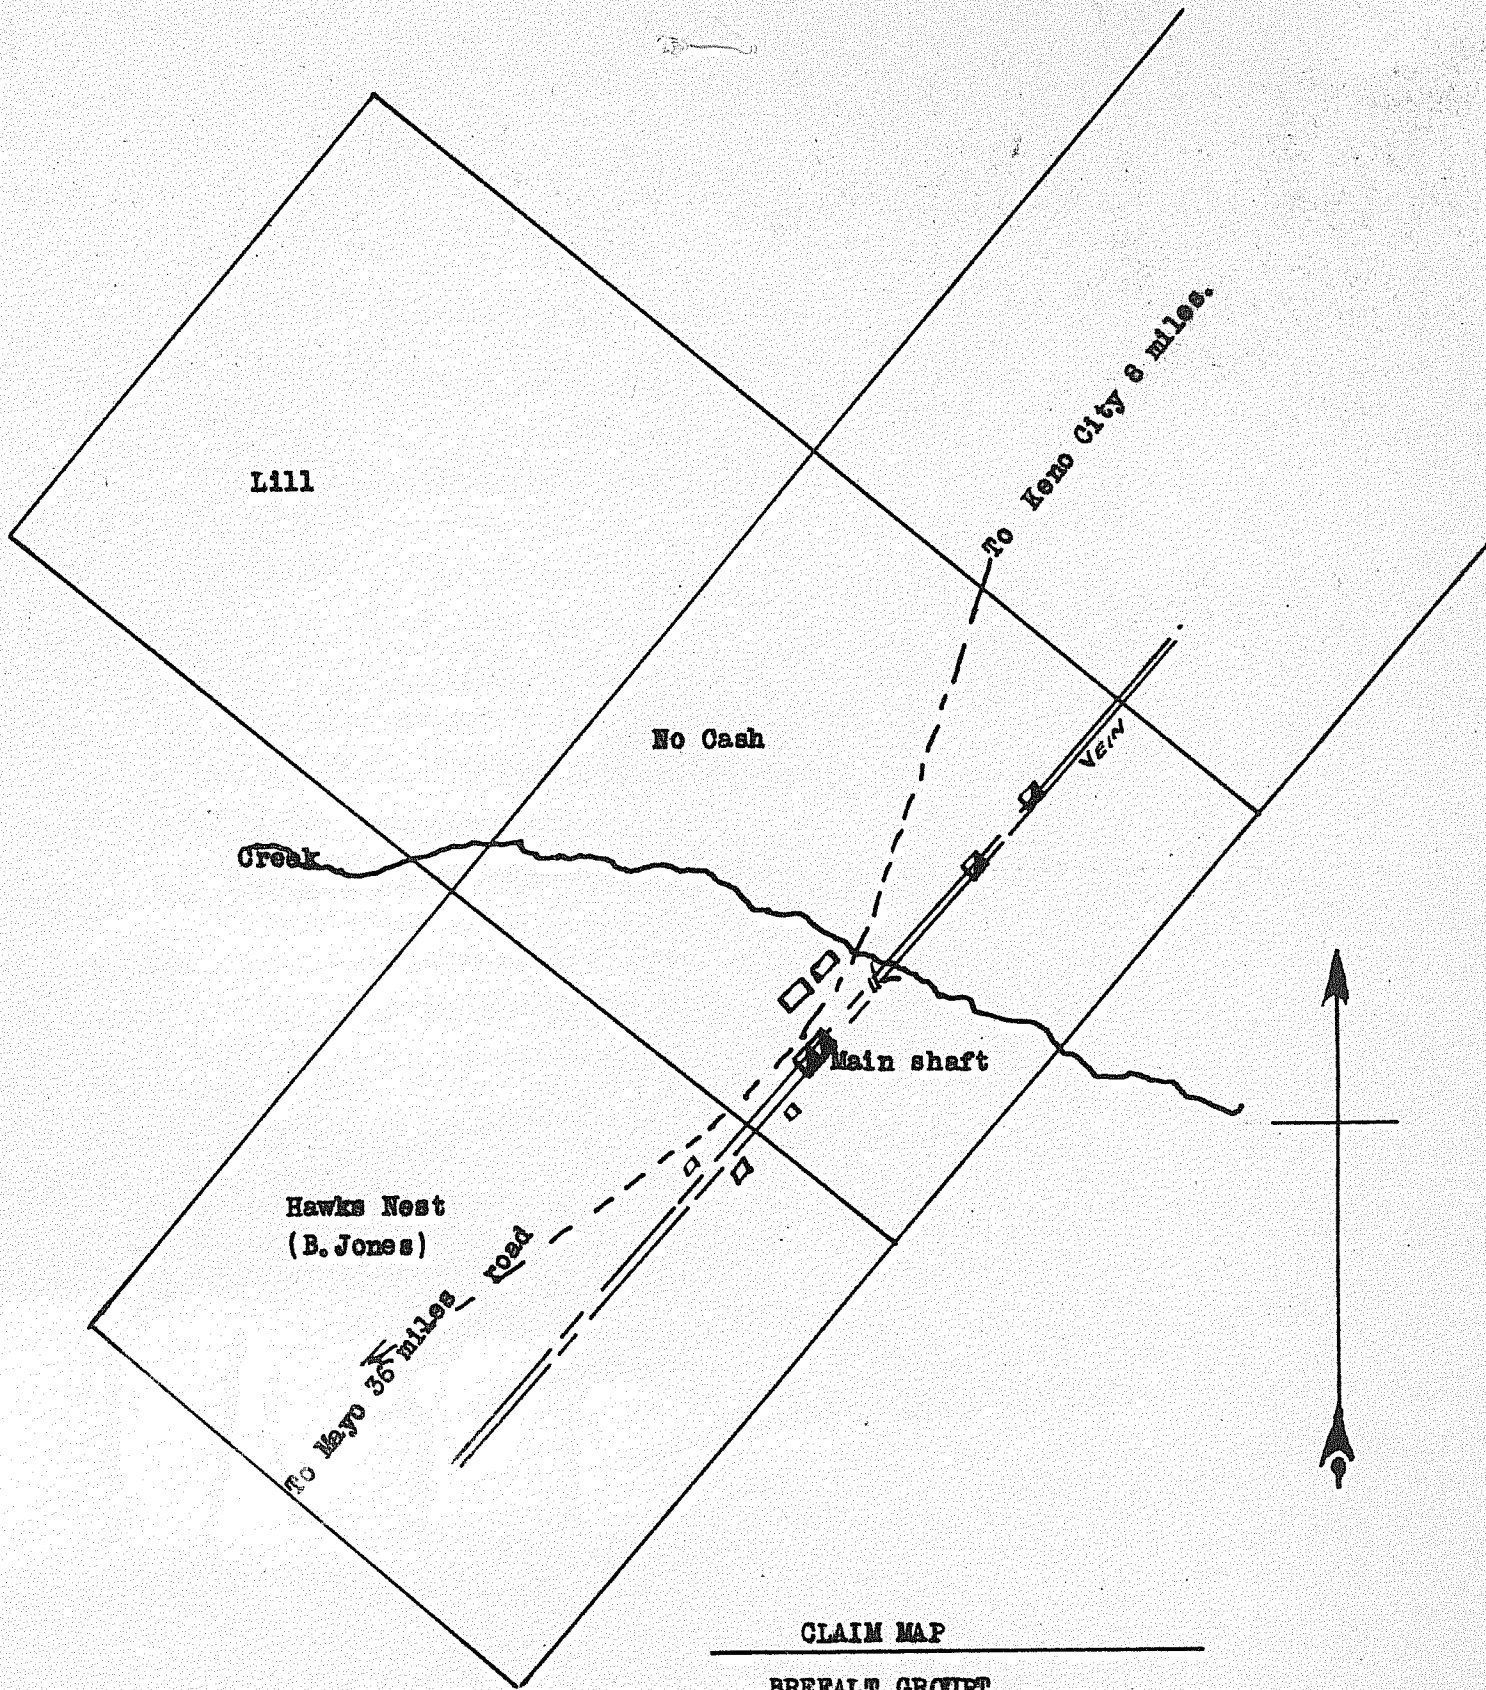 To Keno City 8 miles.
Lill
No Cash
VEIN
Creek
Main shaft
Hawks Nest
(B.Jones)
road
To Mayo 36 miles
CLAIM MAP